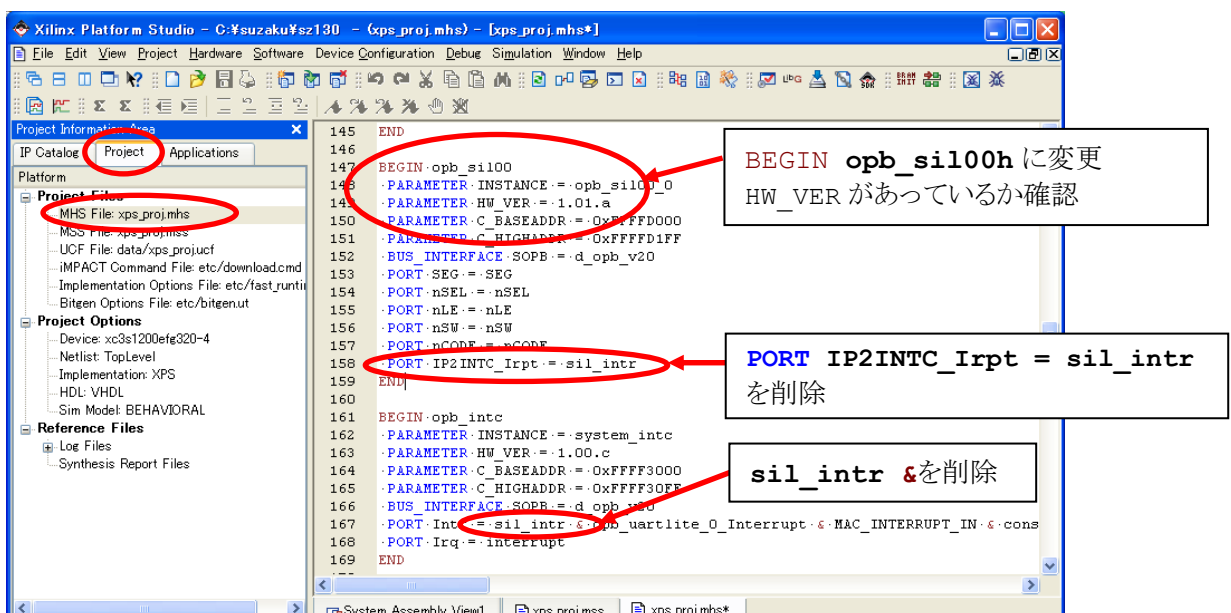 Xilinx Platform Studio - C:¥suzaku¥sz130 - (xps_proj.mhs) - [xps_proj.mhs*]
File Edit View Project Hardware Software Device Configuration Debug Simulation Window Help
Project Information Area
IP Catalog Project Applications
Platform
Project Files
MHS File: xps_proj.mhs
MSS File: xps_proj.mss
UCF File: data/xps_proj.ucf
iMPACT Command File: etc/download.cmd
Implementation Options File: etc/fast_runti
Bitgen Options File: etc/bitgen.ut
Project Options
Device: xc3s1200efg320-4
Netlist: TopLevel
Implementation: XPS
HDL: VHDL
Sim Model: BEHAVIORAL
Reference Files
Log Files
Synthesis Report Files
145 END
146
147 BEGIN opb_sil00
148 PARAMETER INSTANCE = opb_sil00_0
149 PARAMETER HW_VER = 1.01.a
150 PARAMETER C_BASEADDR = 0xFFFFD000
151 PARAMETER C_HIGHADDR = 0xFFFFD1FF
152 BUS_INTERFACE SOPB = d_opb_v20
153 PORT SEG = SEG
154 PORT nSEL = nSEL
155 PORT nLE = nLE
156 PORT nSW = nSW
157 PORT nCODE = nCODE
158 PORT IP2INTC_Irpt = sil_intr
159 END
160
161 BEGIN opb_intc
162 PARAMETER INSTANCE = system_intc
163 PARAMETER HW_VER = 1.00.c
164 PARAMETER C_BASEADDR = 0xFFFF3000
165 PARAMETER C_HIGHADDR = 0xFFFF30FF
166 BUS_INTERFACE SOPB = d_opb_v20
167 PORT Intr = sil_intr & opb_uartlite_0_Interrupt & MAC_INTERRUPT_IN & cons
168 PORT Irq = interrupt
169 END
System Assembly View1 xps_proj.mss xps_proj.mhs*
BEGIN opb_sil00h に変更
HW_VER があっているか確認
PORT IP2INTC_Irpt = sil_intr
を削除
sil_intr &を削除